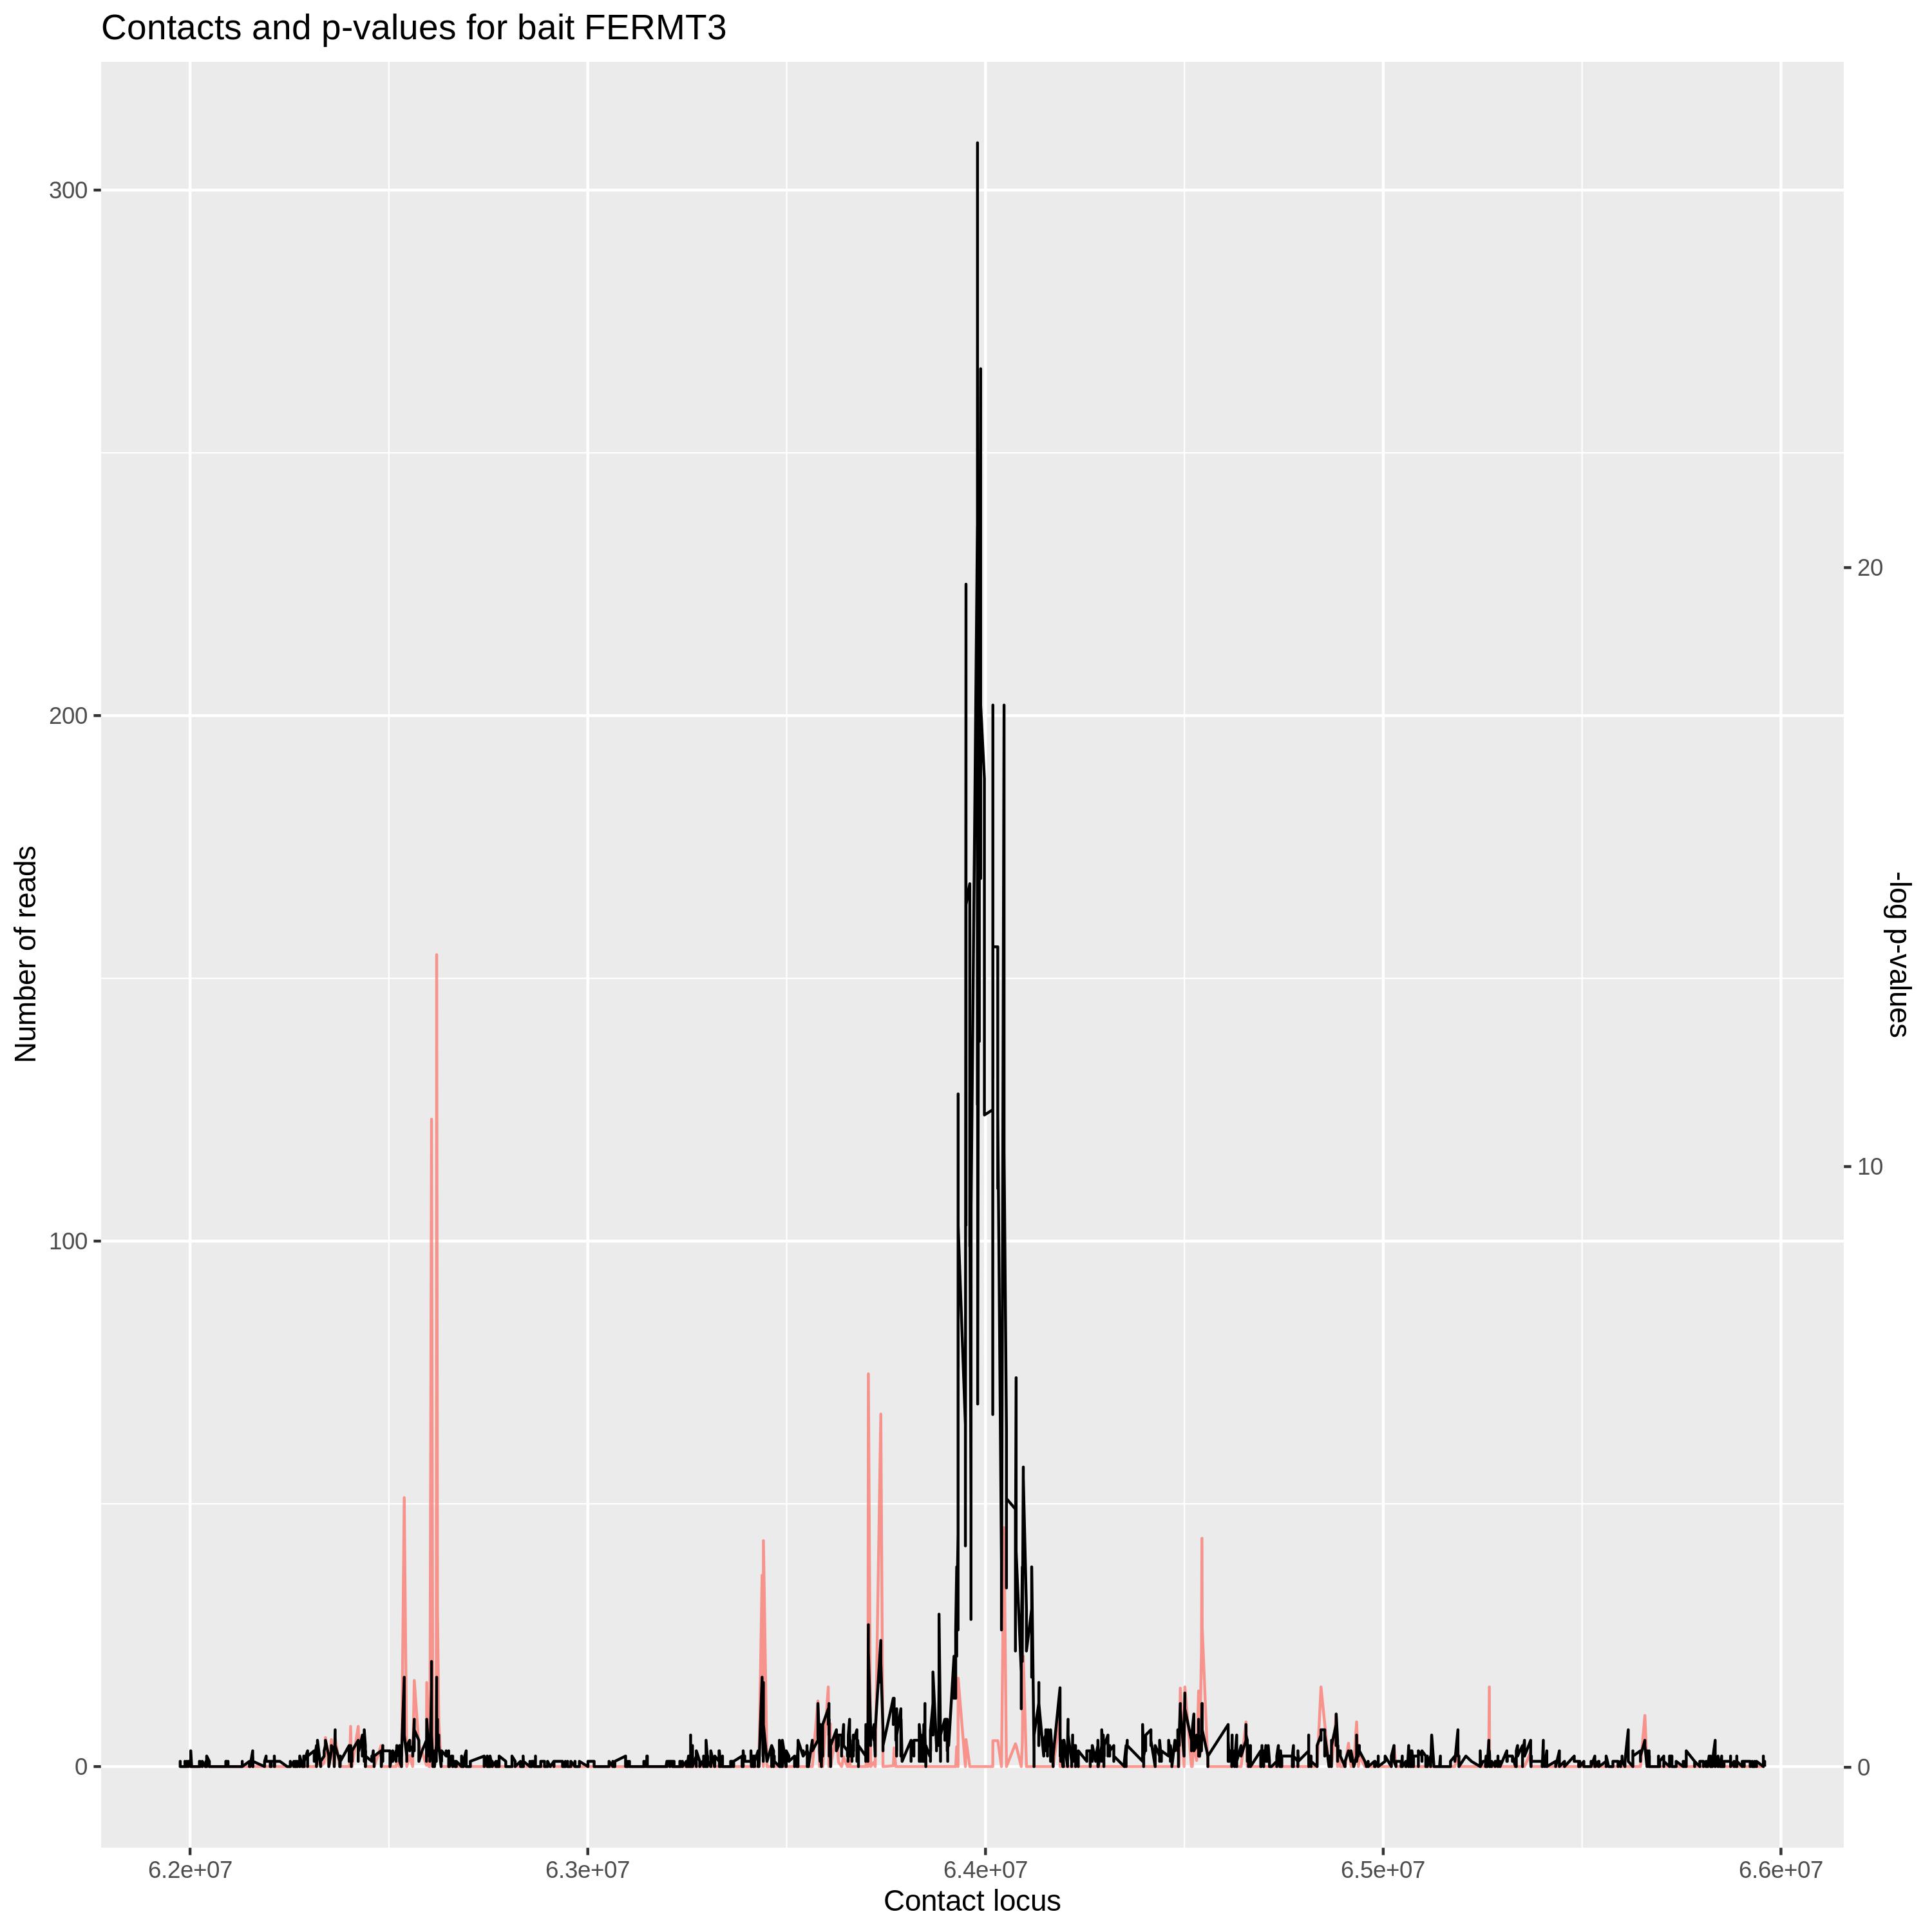 Contacts and p-values for bait FERMT3
300
200
100
0
Number of reads
20
10
0
-log p-values
6.2e+07 6.3e+07 6.4e+07 6.5e+07 6.6e+07
Contact locus